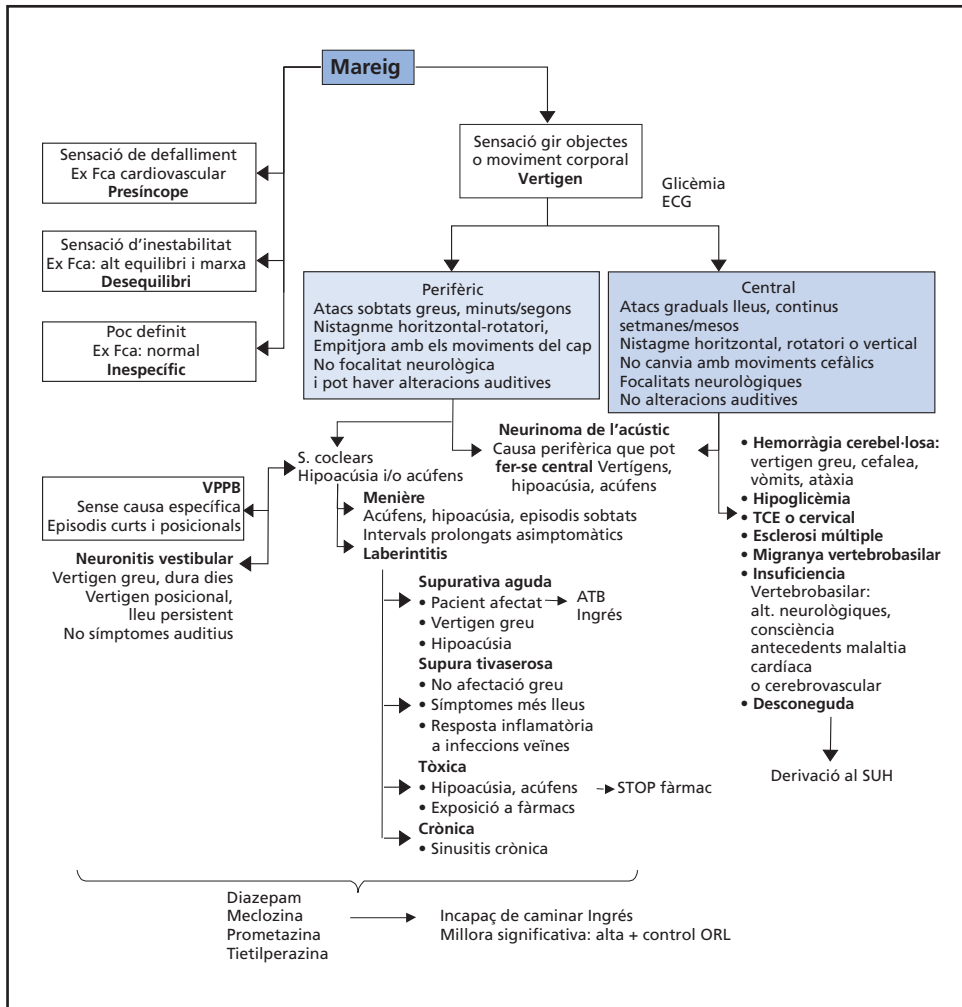 Mareig
Sensació de defalliment
Ex Fca cardiovascular
Presíncope
Sensació d’inestabilitat
Ex Fca: alt equilibri i marxa
Desequilibri
Poc definit
Ex Fca: normal
Inespecífic
Sensació gir objectes
o moviment corporal
Vertigen
Glicèmia
ECG
Perifèric
Atacs sobtats greus, minuts/segons
Nistagnme horitzontal-rotatori,
Empitjora amb els moviments del cap
No focalitat neurològica
i pot haver alteracions auditives
Central
Atacs graduals lleus, continus
setmanes/mesos
Nistagme horitzontal, rotatori o vertical
No canvia amb moviments cefàlics
Focalitats neurològiques
No alteracions auditives
Neurinoma de l’acústic
Causa perifèrica que pot
fer-se central Vertígens,
hipoacúsia, acúfens
S. coclears
Hipoacúsia i/o acúfens
VPPB
Sense causa específica
Episodis curts i posicionals
Neuronitis vestibular
Vertigen greu, dura dies
Vertigen posicional,
lleu persistent
No símptomes auditius
Menière
Acúfens, hipoacúsia, episodis sobtats
Intervals prolongats asimptomàtics
Laberintitis
Supurativa aguda
• Pacient afectat
• Vertigen greu
• Hipoacúsia
ATB
Ingrés
Supura tivaserosa
• No afectació greu
• Símptomes més lleus
• Resposta inflamatòria
a infeccions veïnes
Tòxica
• Hipoacúsia, acúfens
• Exposició a fàrmacs
STOP fàrmac
Crònica
• Sinusitis crònica
• Hemorràgia cerebel·losa:
vertigen greu, cefalea,
vòmits, atàxia
• Hipoglicèmia
• TCE o cervical
• Esclerosi múltiple
• Migranya vertebrobasilar
• Insuficiencia
Vertebrobasilar:
alt. neurològiques,
consciència
antecedents malaltia
cardíaca
o cerebrovascular
• Desconeguda
Derivació al SUH
Diazepam
Meclozina
Prometazina
Tietilperazina
Incapaç de caminar Ingrés
Millora significativa: alta + control ORL